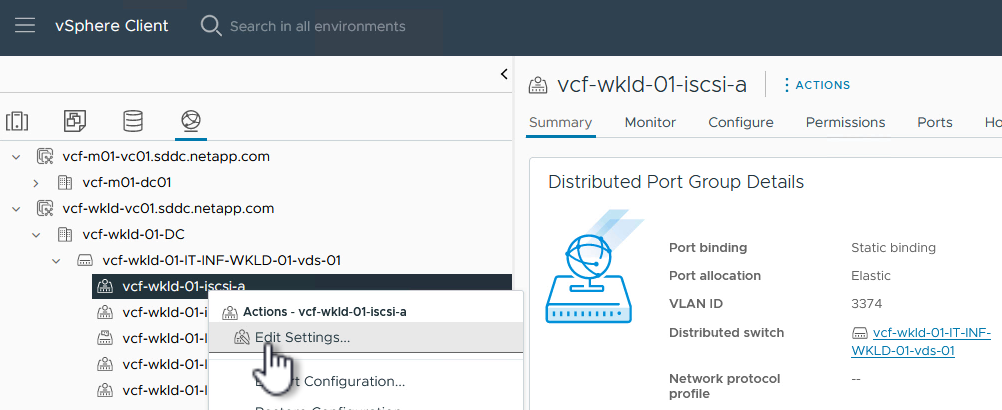 vSphere Client
Search in all environments
vcf-m01-vc01.sddc.netapp.com
vcf-m01-dc01
vcf-wkld-vc01.sddc.netapp.com
vcf-wkld-01-DC
vcf-wkld-01-IT-INF-WKLD-01-vds-01
vcf-wkld-01-iscsi-a
vcf-wkld-01-i
vcf-wkld-01-I
vcf-wkld-01-I
vcf-wkld-01-I
Actions - vcf-wkld-01-iscsi-a
Edit Settings...
Configuration...
Restore Configuration
vcf-wkld-01-iscsi-a
ACTIONS
Summary Monitor Configure Permissions Ports Ho
Distributed Port Group Details
Port binding Static binding
Port allocation Elastic
VLAN ID 3374
Distributed switch vcf-wkld-01-IT-INF-
WKLD-01-vds-01
Network protocol --
profile